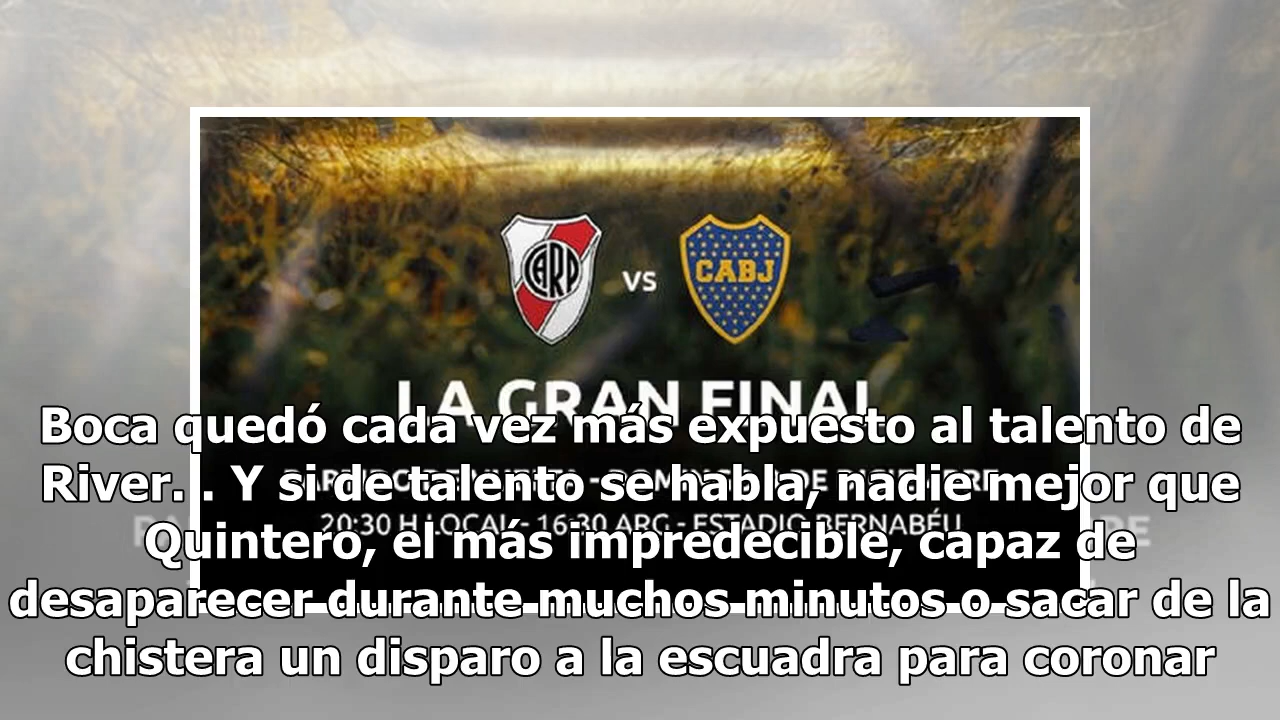 CARP
vs
CABJ
LA GRAN FINAL
Boca quedó cada vez más expuesto al talento de
River. . Y si de talento se habla, nadie mejor que
20:30 H LOCAL - 16:30 ARG - ESTADIO BERNABÉU
Quintero, el más impredecible, capaz de
desaparecer durante muchos minutos o sacar de la
chistera un disparo a la escuadra para coronar